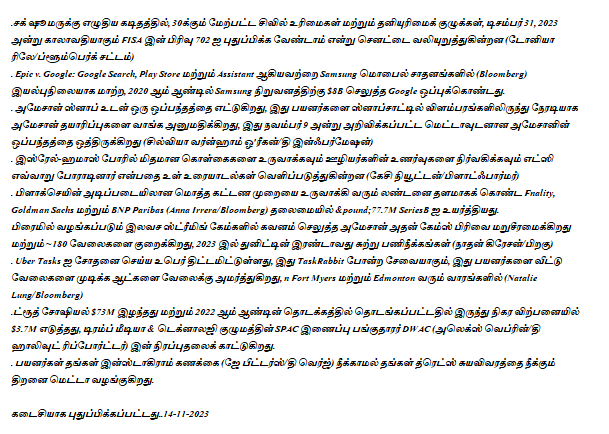 .சக் ஷூமருக்கு எழுதிய கடிதத்தில், 30க்கும் மேற்பட்ட சிவில் உரிமைகள் மற்றும் தனியுரிமைக் குழுக்கள், டிசம்பர் 31, 2023
அன்று காலாவதியாகும் FISA இன் பிரிவு 702 ஐ புதுப்பிக்க வேண்டாம் என்று செனட்டை வலியுறுத்துகின்றன (டோனியா
ரிலே/ப்ளூம்பெர்க் சட்டம்)
. Epic v. Google: Google Search, Play Store மற்றும் Assistant ஆகியவற்றை Samsung மொபைல் சாதனங்களில் (Bloomberg)
இயல்புநிலையாக மாற்ற, 2020 ஆம் ஆண்டில் Samsung நிறுவனத்திற்கு $8B செலுத்த Google ஒப்புக்கொண்டது.
. அமேசான் ஸ்னாப் உடன் ஒரு ஒப்பந்தத்தை எட்டுகிறது, இது பயனர்களை ஸ்னாப்சாட்டில் விளம்பரங்களிலிருந்து நேரடியாக
அமேசான் தயாரிப்புகளை வாங்க அனுமதிக்கிறது, இது நவம்பர் 9 அன்று அறிவிக்கப்பட்ட மெட்டாவுடனான அமேசானின்
ஒப்பந்தத்தை ஒத்திருக்கிறது (சில்வியா வர்ன்ஹாம் ஓ'ரீகன்/தி இன்ஃபர்மேஷன்)
. இஸ்ரேல்-ஹமாஸ் போரில் மிதமான கொள்கைகளை உருவாக்கவும் ஊழியர்களின் உணர்வுகளை நிர்வகிக்கவும் எட்ஸி
எவ்வாறு போராடினார் என்பதை உள் உரையாடல்கள் வெளிப்படுத்துகின்றன (கேசி நியூட்டன்/பிளாட்ஃபார்மர்)
. பிளாக்செயின் அடிப்படையிலான மொத்த கட்டண முறையை உருவாக்கி வரும் லண்டனை தளமாகக் கொண்ட Fnality,
Goldman Sachs மற்றும் BNP Paribas (Anna Irrera/Bloomberg) தலைமையில் &pound;77.7M Series B ஐ உயர்த்தியது.
பிரைமில் வழங்கப்படும் இலவச ஸ்ட்ரீமிங் கேம்களில் கவனம் செலுத்த அமேசான் அதன் கேம்ஸ் பிரிவை மறுசீரமைக்கிறது
மற்றும் ~180 வேலைகளை குறைக்கிறது, 2023 இல் துனிட்டின் இரண்டாவது சுற்று பணிநீக்கங்கள் (நாதன் கிரேசன்/பிறகு)
. Uber Tasks ஐ சோதனை செய்ய உபெர் திட்டமிட்டுள்ளது, இது TaskRabbit போன்ற சேவையாகும், இது பயனர்களை வீட்டு
வேலைகளை முடிக்க ஆட்களை வேலைக்கு அமர்த்துகிறது, n Fort Myers மற்றும் Edmonton வரும் வாரங்களில் (Natalie
Lung/Bloomberg)
.ட்ரூத் சோஷியல் $73M இழந்தது மற்றும் 2022 ஆம் ஆண்டின் தொடக்கத்தில் தொடங்கப்பட்டதில் இருந்து நிகர விற்பனையில்
$3.7M எடுத்தது, டிரம்ப் மீடியா & டெக்னாலஜி குழுமத்தின் SPAC இணைப்பு பங்குதாரர் DWAC (அலெக்ஸ் வெப்ரின்/தி
ஹாலிவுட் ரிப்போர்ட்டர்) இன் நிரப்புதலைக் காட்டுகிறது.
. பயனர்கள் தங்கள் இன்ஸ்டாகிராம் கணக்கை (ஜே பீட்டர்ஸ்/தி வெர்ஜ்) நீக்காமல் தங்கள் த்ரெட்ஸ் சுயவிவரத்தை நீக்கும்
திறனை மெட்டா வழங்குகிறது.
கடைசியாக புதுப்பிக்கப்பட்டது..14-11-2023